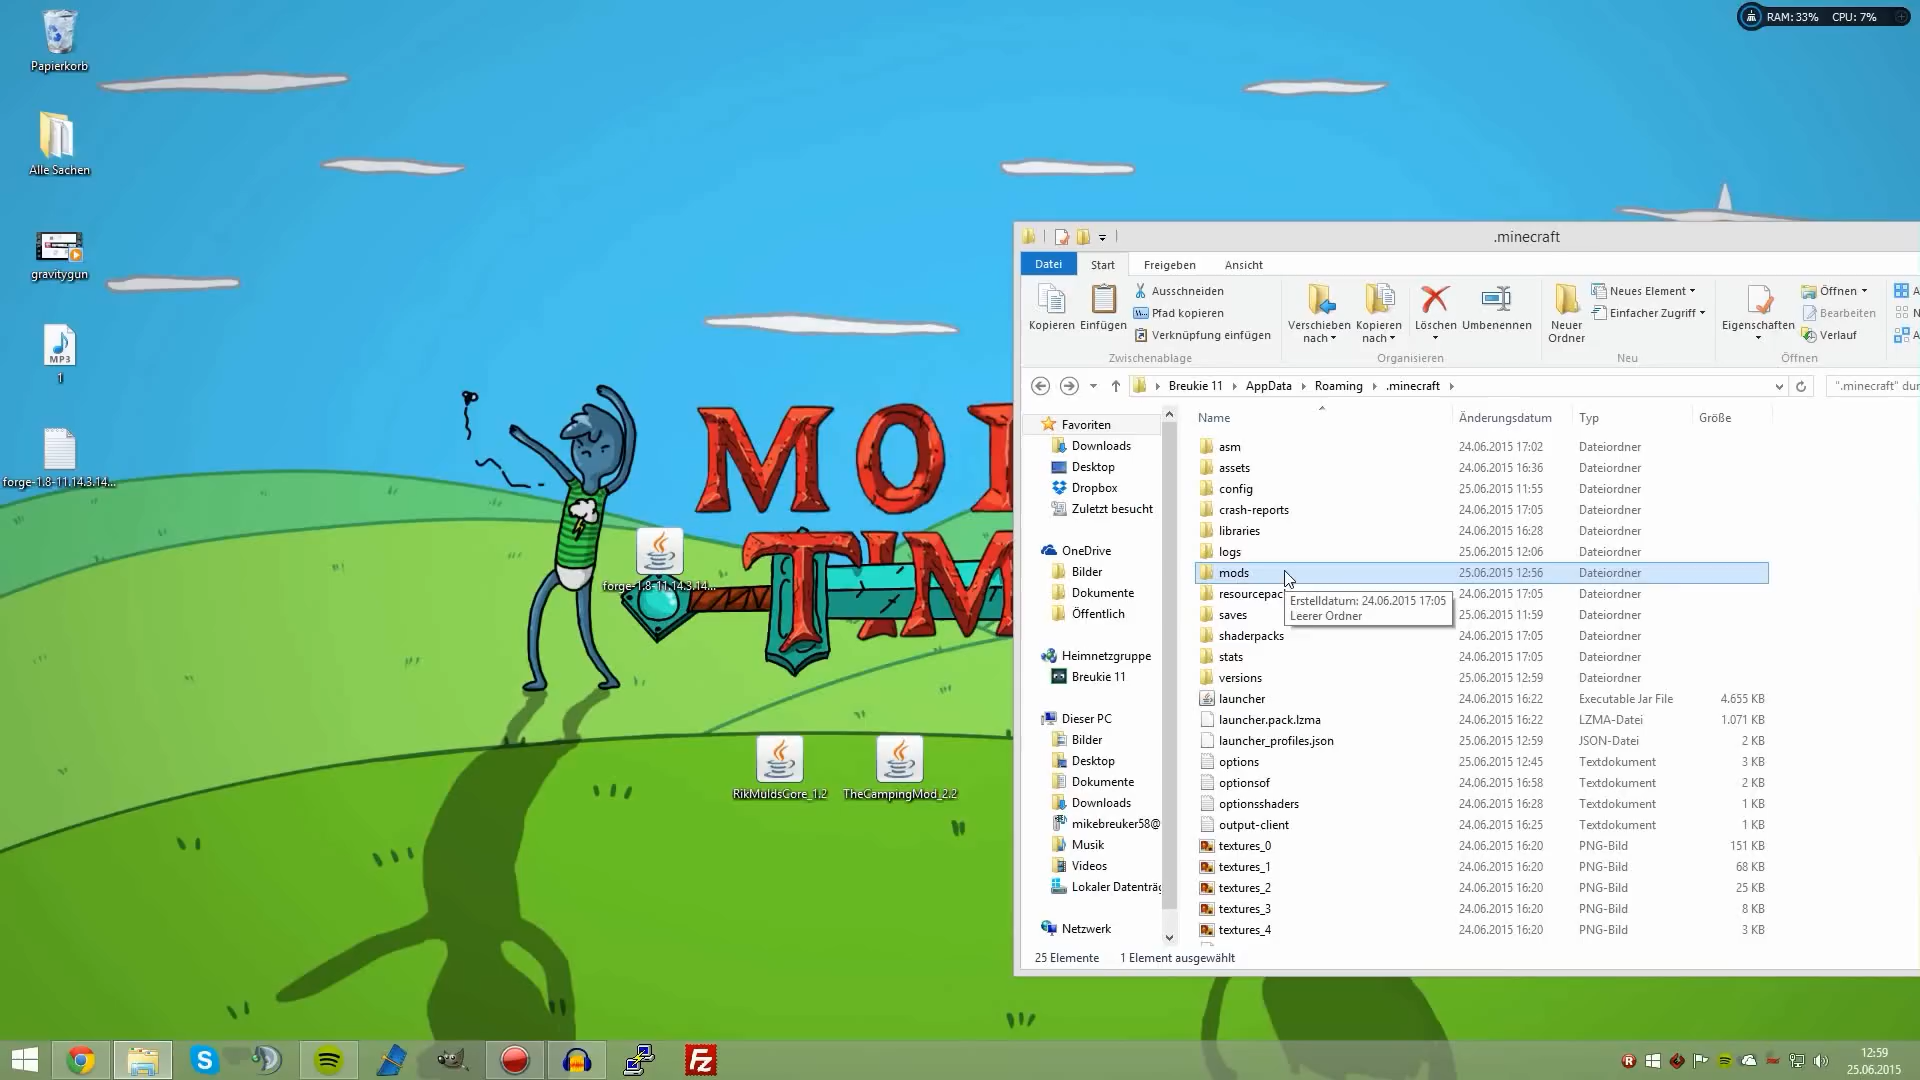 RAM: 33% CPU: 7%
Papierkorb
Alle Sachen
gravitygun
MP3
1
forge-1.8-11.14.3.14...
MO
TIM
forge-1.8-11.14.3.14...
RikMuldsCore_1.2
TheCampingMod_2.2
.minecraft
Datei Start Freigeben Ansicht
Kopieren
Einfügen
Ausschneiden
Pfad kopieren
Verknüpfung einfügen
Zwischenablage
Verschieben nach
Kopieren nach
Löschen
Umbenennen
Organisieren
Neuer Ordner
Neues Element
Einfacher Zugriff
Neu
Eigenschaften
Öffnen
Bearbeiten
Verlauf
Öffnen
Breukie 11 AppData Roaming .minecraft
".minecraft" du
Favoriten
Downloads
Desktop
Dropbox
Zuletzt besucht
OneDrive
Bilder
Dokumente
Öffentlich
Heimnetzgruppe
Breukie 11
Dieser PC
Bilder
Desktop
Dokumente
Downloads
mikebreuker58@
Musik
Videos
Lokaler Datenträg
Netzwerk
Name Änderungsdatum Typ Größe
asm 24.06.2015 17:02 Dateiordner
assets 24.06.2015 16:36 Dateiordner
config 25.06.2015 11:55 Dateiordner
crash-reports 24.06.2015 17:05 Dateiordner
libraries 24.06.2015 16:28 Dateiordner
logs 25.06.2015 12:06 Dateiordner
mods 25.06.2015 12:56 Dateiordner
resourcepac 24.06.2015 17:05 Dateiordner
Erstelldatum: 24.06.2015 17:05
Leerer Ordner
saves 25.06.2015 11:59 Dateiordner
shaderpacks 24.06.2015 17:05 Dateiordner
stats 24.06.2015 17:05 Dateiordner
versions 25.06.2015 12:59 Dateiordner
launcher 24.06.2015 16:22 Executable Jar File 4.655 KB
launcher.pack.lzma 24.06.2015 16:22 LZMA-Datei 1.071 KB
launcher_profiles.json 25.06.2015 12:59 JSON-Datei 2 KB
options 25.06.2015 12:45 Textdokument 3 KB
optionsof 24.06.2015 16:58 Textdokument 2 KB
optionsshaders 24.06.2015 16:28 Textdokument 1 KB
output-client 24.06.2015 16:25 Textdokument 1 KB
textures_0 24.06.2015 16:20 PNG-Bild 151 KB
textures_1 24.06.2015 16:20 PNG-Bild 68 KB
textures_2 24.06.2015 16:20 PNG-Bild 25 KB
textures_3 24.06.2015 16:20 PNG-Bild 8 KB
textures_4 24.06.2015 16:20 PNG-Bild 3 KB
25 Elemente 1 Element ausgewählt
12:59
25.06.2015